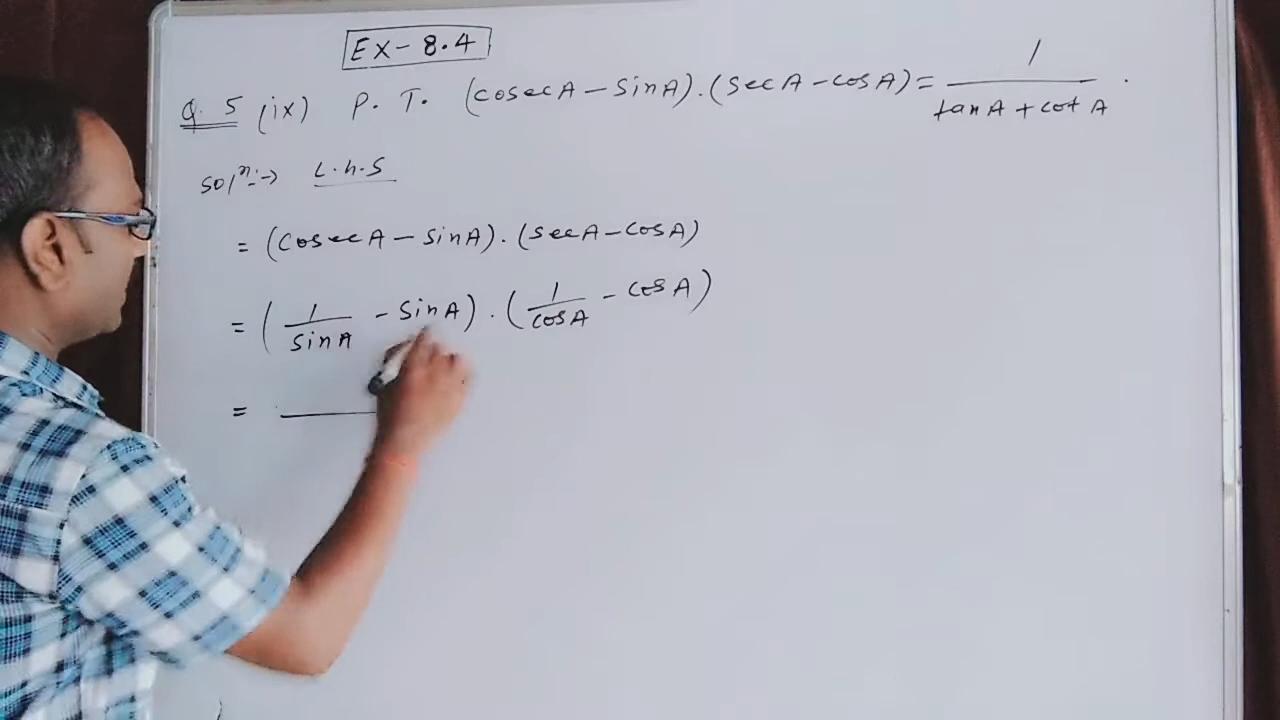 EX-8.4
Q. 5 (ix) P. T. (cosecA - sinA).(secA - cosA) = 1/(tanA + cotA).
Solⁿ:-> L.h.S
= (cosecA - sinA).(secA - cosA)
= (1/sinA - sinA).(1/cosA - cosA)
=